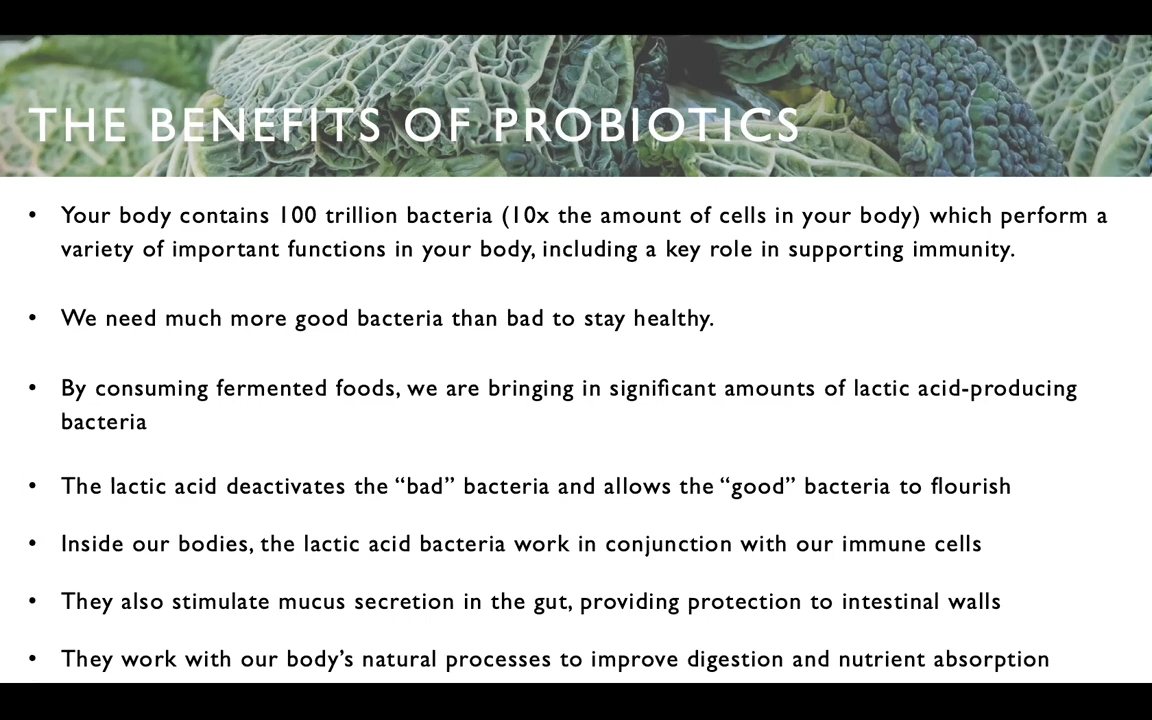 THE BENEFITS OF PROBIOTICS
• Your body contains 100 trillion bacteria (10x the amount of cells in your body) which perform a
variety of important functions in your body, including a key role in supporting immunity.
• We need much more good bacteria than bad to stay healthy.
• By consuming fermented foods, we are bringing in significant amounts of lactic acid-producing
bacteria
• The lactic acid deactivates the “bad” bacteria and allows the “good” bacteria to flourish
• Inside our bodies, the lactic acid bacteria work in conjunction with our immune cells
• They also stimulate mucus secretion in the gut, providing protection to intestinal walls
• They work with our body’s natural processes to improve digestion and nutrient absorption